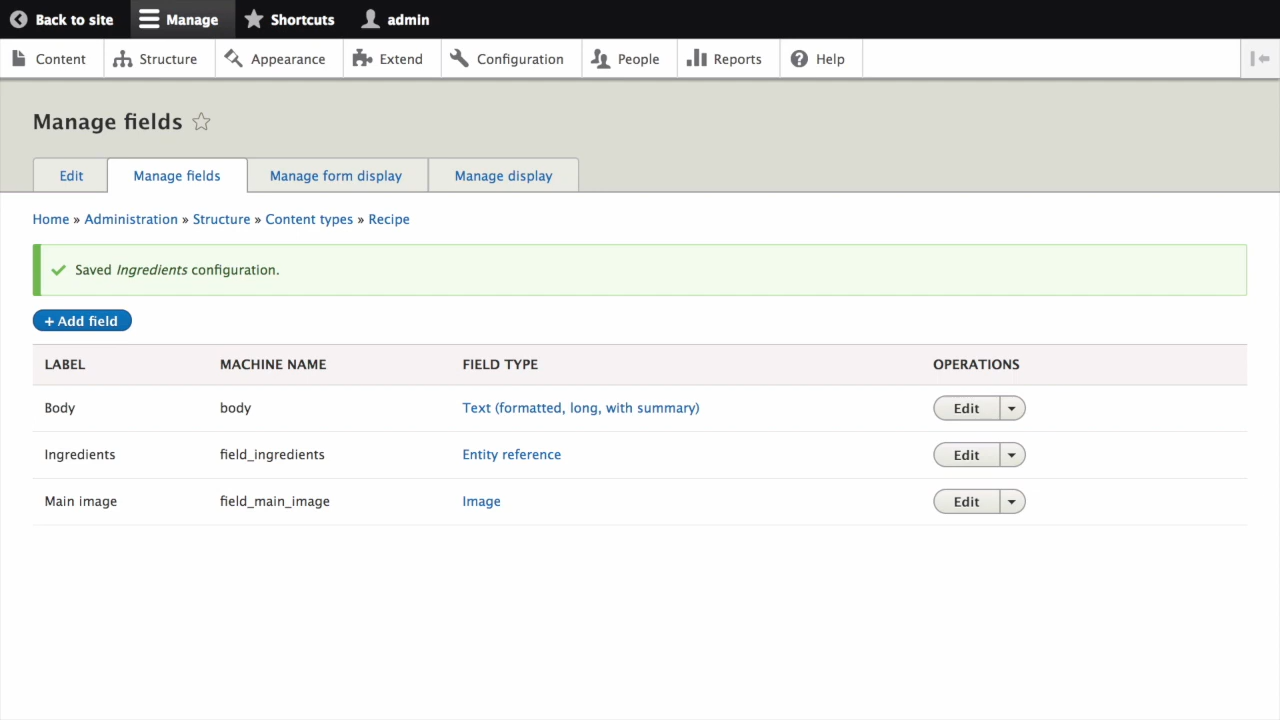 Back to site Manage Shortcuts admin
Content Structure Appearance Extend Configuration People Reports Help
Manage fields
Edit Manage fields Manage form display Manage display
Home » Administration » Structure » Content types » Recipe
Saved Ingredients configuration.
+ Add field
LABEL MACHINE NAME FIELD TYPE OPERATIONS
Body body Text (formatted, long, with summary) Edit
Ingredients field_ingredients Entity reference Edit
Main image field_main_image Image Edit